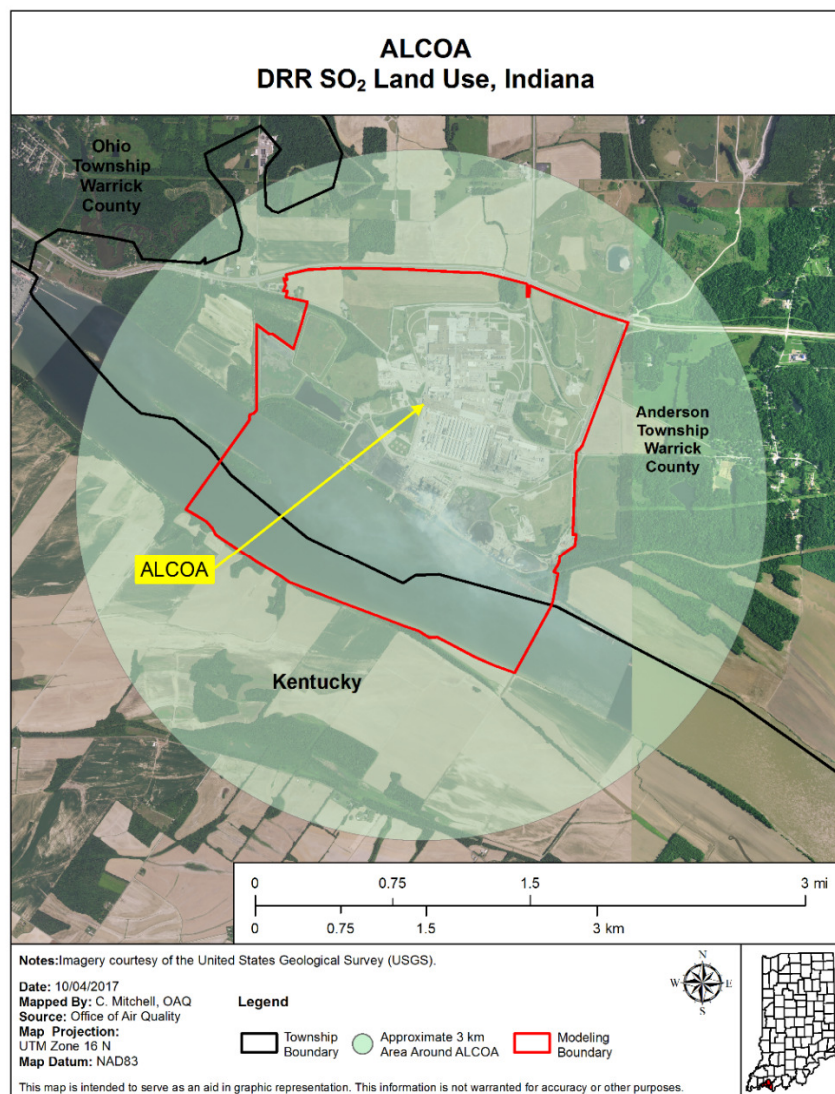 ALCOA
DRR SO₂ Land Use, Indiana
Ohio
Township
Warrick
County
Anderson
Township
Warrick
County
ALCOA
Kentucky
0 0.75 1.5 3 mi
0 0.75 1.5 3 km
Notes:Imagery courtesy of the United States Geological Survey (USGS).
Date: 10/04/2017
Mapped By: C. Mitchell, OAQ
Source: Office of Air Quality
Map Projection:
UTM Zone 16 N
Map Datum: NAD83
Legend
Township
Boundary
Approximate 3 km
Area Around ALCOA
Modeling
Boundary
N
W E
S
This map is intended to serve as an aid in graphic representation. This information is not warranted for accuracy or other purposes.